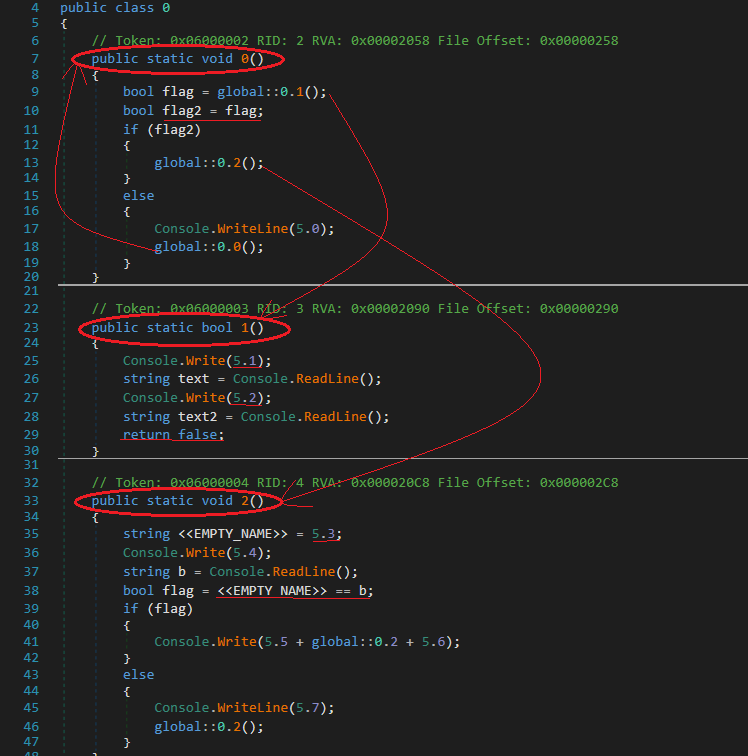 4 public class 0
5 {
6 // Token: 0x06000002 RID: 2 RVA: 0x00002058 File Offset: 0x00000258
7 public static void 0()
8 {
9 bool flag = global::0.1();
10 bool flag2 = flag;
11 if (flag2)
12 {
13 global::0.2();
14 }
15 else
16 {
17 Console.WriteLine(5.0);
18 global::0.0();
19 }
20 }
21
22 // Token: 0x06000003 RID: 3 RVA: 0x00002090 File Offset: 0x00000290
23 public static bool 1()
24 {
25 Console.Write(5.1);
26 string text = Console.ReadLine();
27 Console.Write(5.2);
28 string text2 = Console.ReadLine();
29 return false;
30 }
31
32 // Token: 0x06000004 RID: 4 RVA: 0x000020C8 File Offset: 0x000002C8
33 public static void 2()
34 {
35 string <<EMPTY_NAME>> = 5.3;
36 Console.Write(5.4);
37 string b = Console.ReadLine();
38 bool flag = <<EMPTY_NAME>> == b;
39 if (flag)
40 {
41 Console.Write(5.5 + global::0.2 + 5.6);
42 }
43 else
44 {
45 Console.WriteLine(5.7);
46 global::0.2();
47 }
48 }